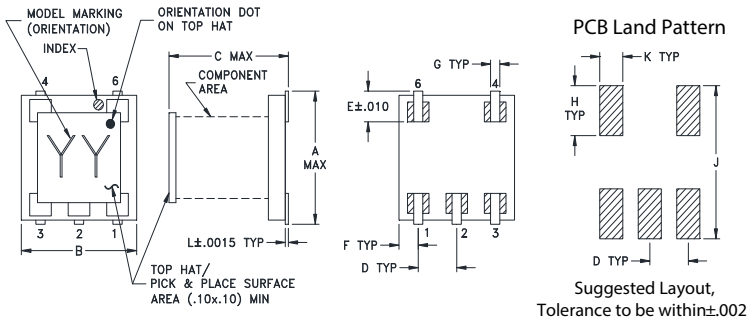 MODEL MARKING
(ORIENTATION)
INDEX
ORIENTATION DOT
ON TOP HAT
4
6
YY
3
2
1
B
C MAX
COMPONENT
AREA
A
MAX
L±.0015 TYP
TOP HAT/
PICK & PLACE SURFACE
AREA (.10x.10) MIN
G TYP
6
4
E±.010
1
2
3
F TYP
D TYP
PCB Land Pattern
K TYP
H
TYP
J
D TYP
Suggested Layout,
Tolerance to be within±.002